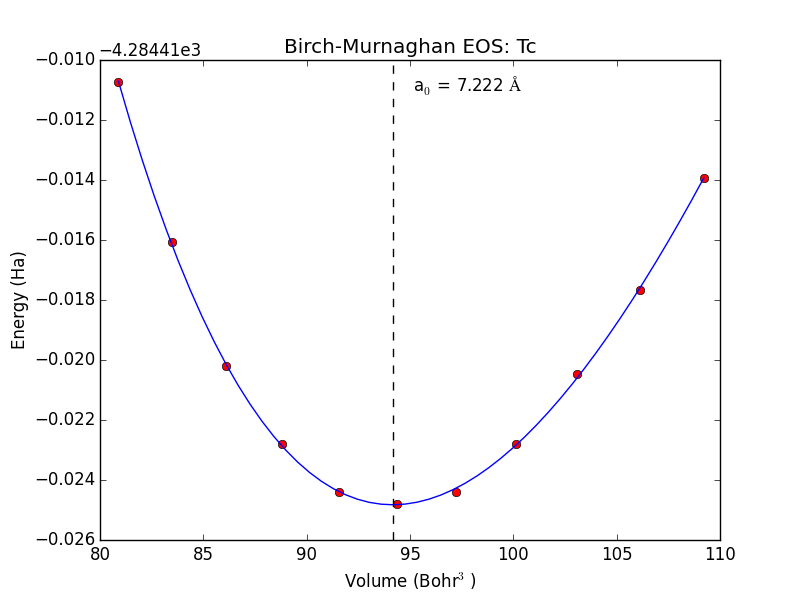 Birch-Murnaghan EOS: Tc
−4.28441e3
a₀ = 7.222 Å
−0.010
−0.012
−0.014
−0.016
−0.018
−0.020
−0.022
−0.024
−0.026
Energy (Ha)
80 85 90 95 100 105 110
Volume (Bohr³ )